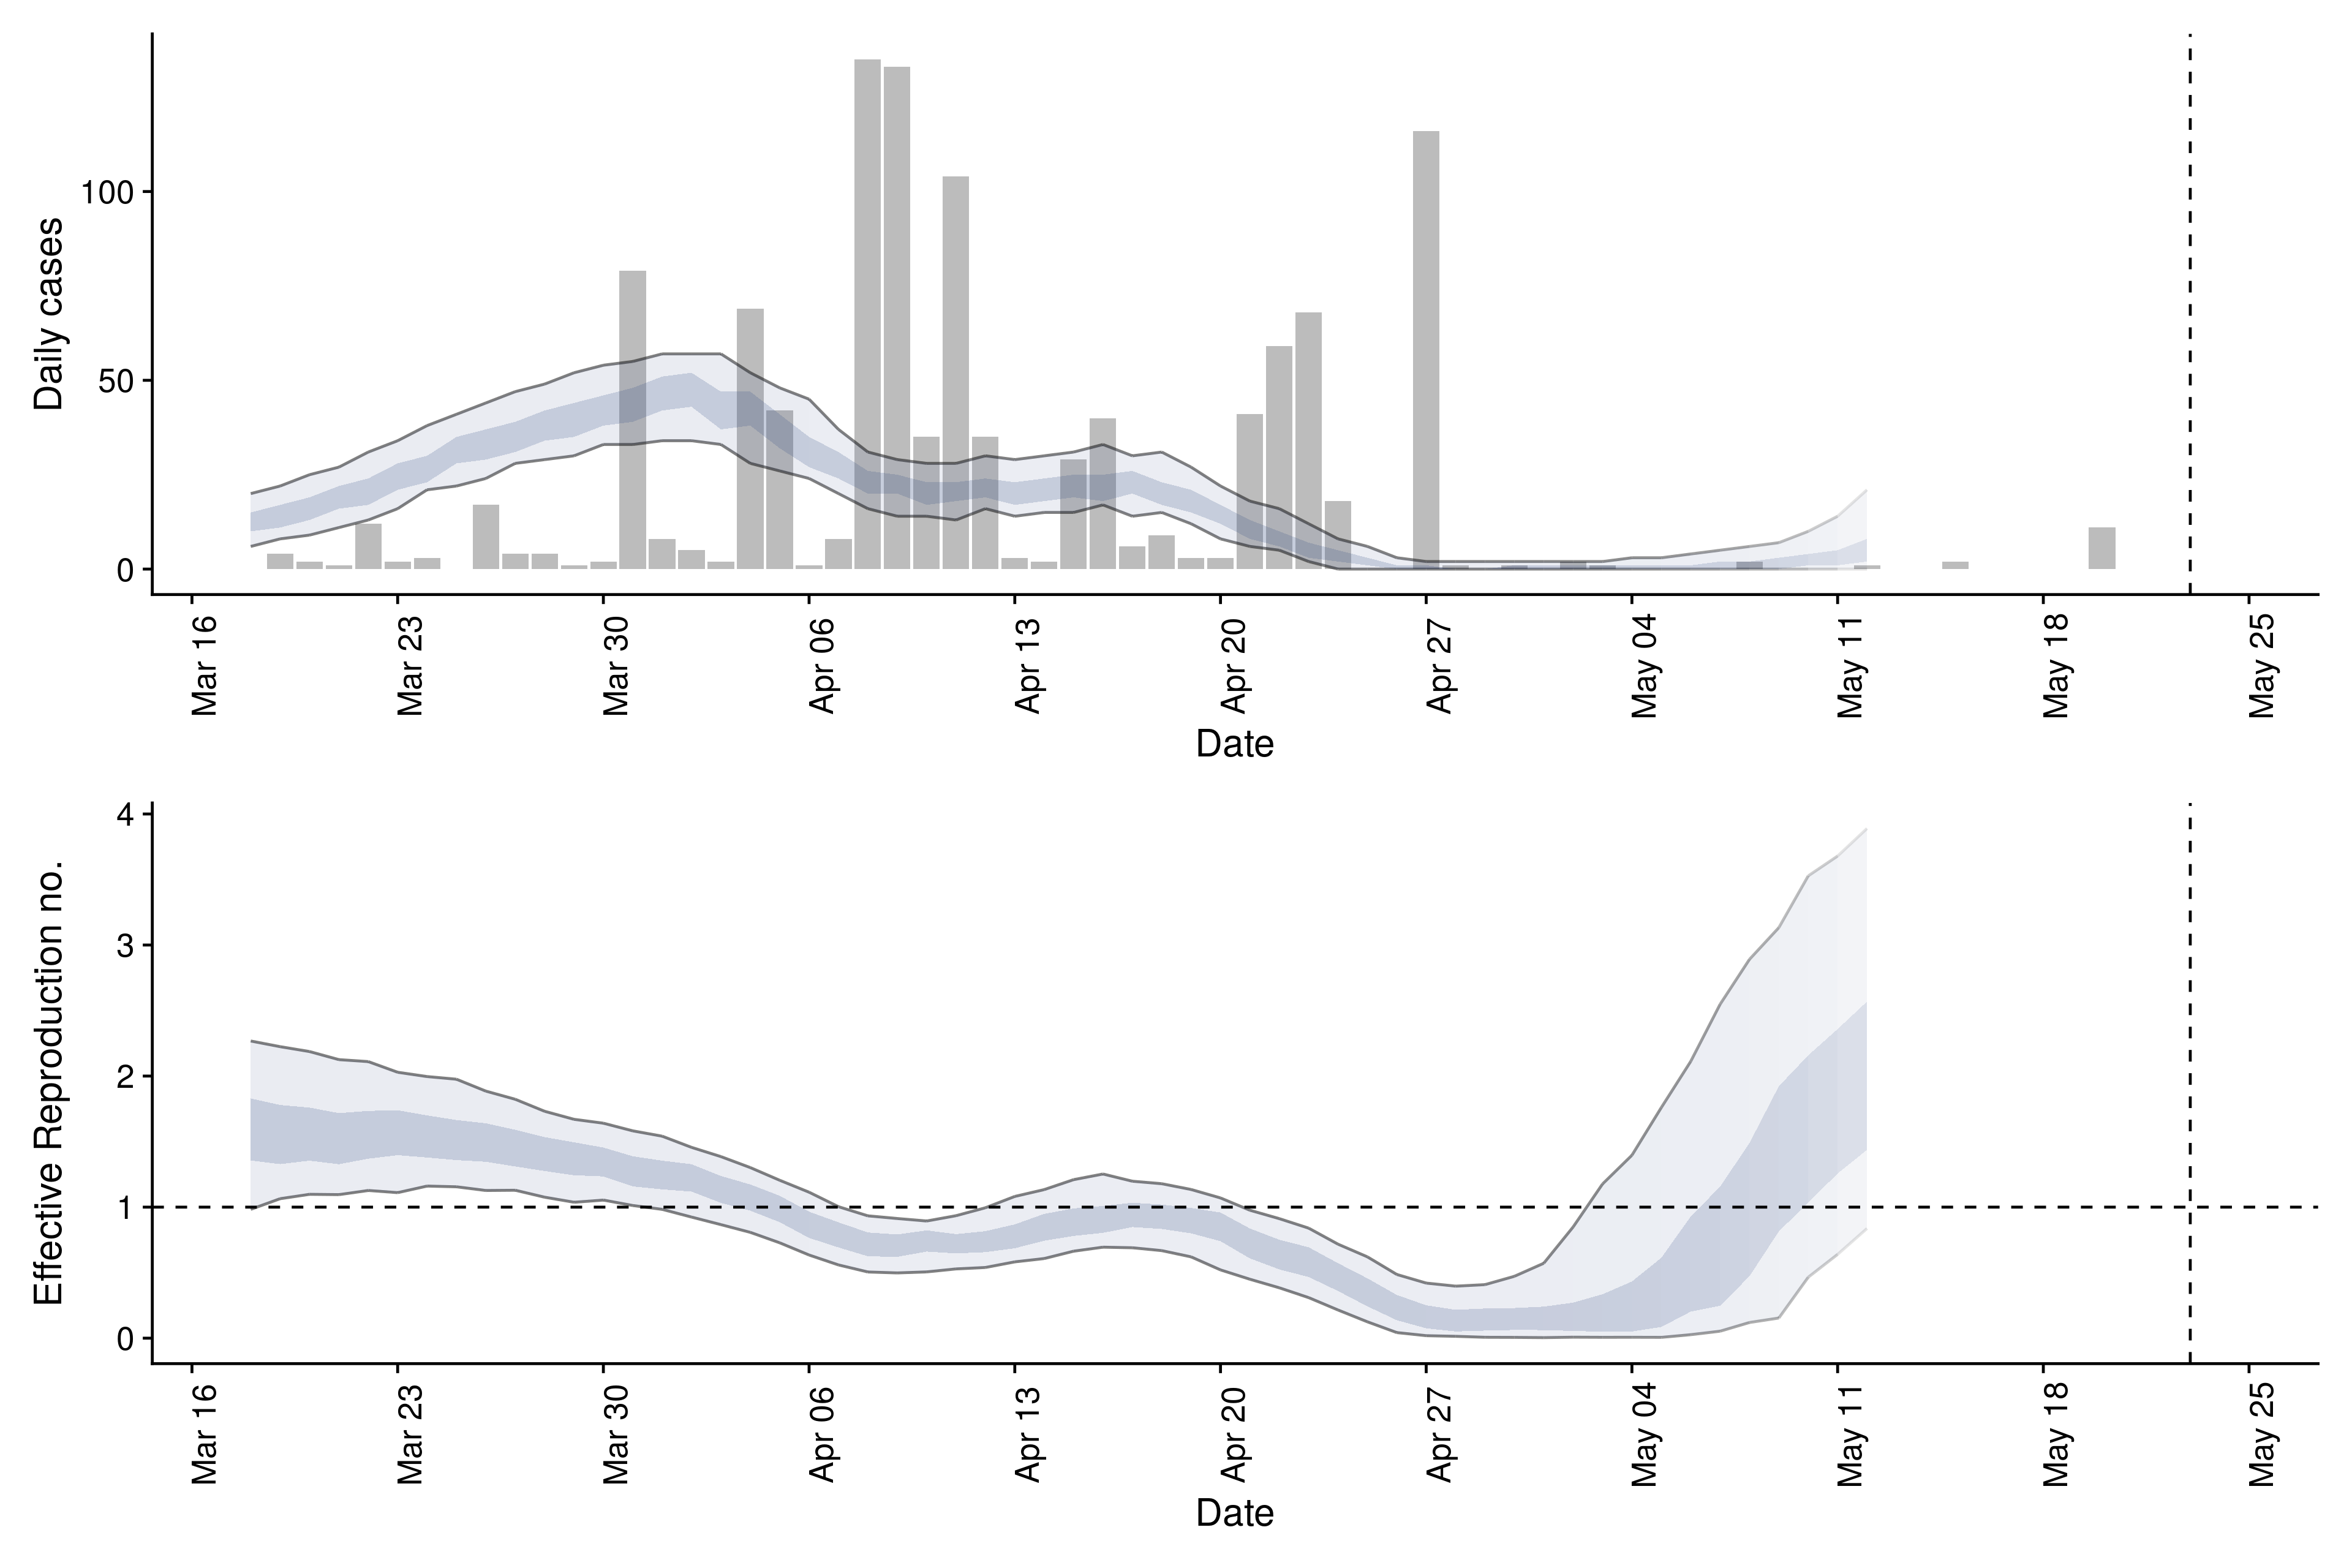 Daily cases
100
50
0
Mar 16
Mar 23
Mar 30
Apr 06
Apr 13
Apr 20
Apr 27
May 04
May 11
May 18
May 25
Date
Effective Reproduction no.
4
3
2
1
0
Mar 16
Mar 23
Mar 30
Apr 06
Apr 13
Apr 20
Apr 27
May 04
May 11
May 18
May 25
Date